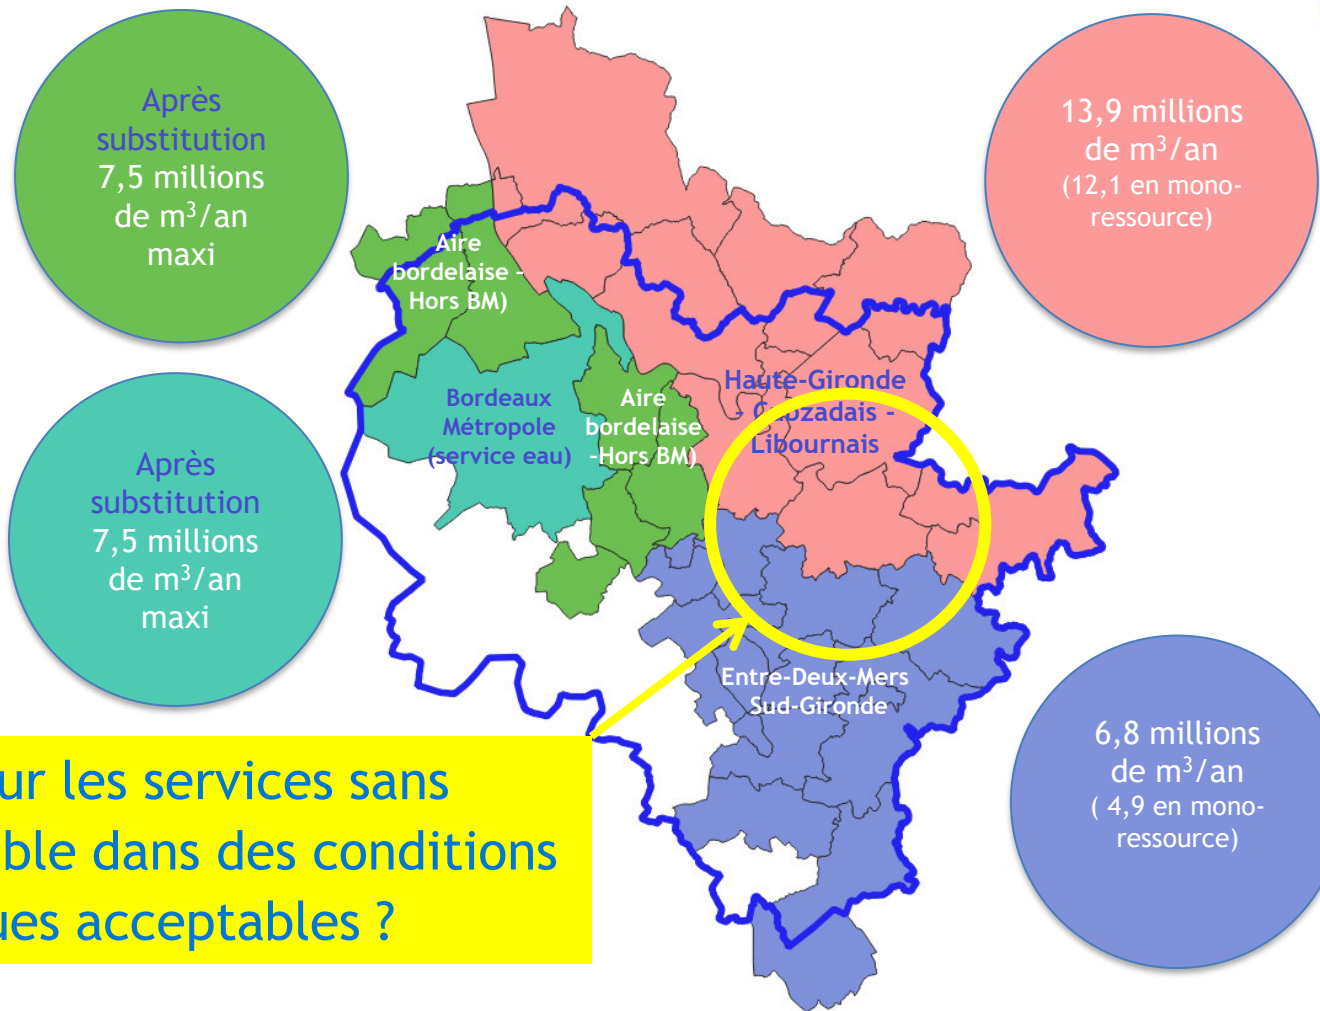 Après
substitution
7,5 millions
de m³/an
maxi
13,9 millions
de m³/an
(12,1 en mono-
ressource)
Aire
bordelaise –
Hors BM)
Bordeaux
Métropole
(service eau)
Aire
bordelaise
–Hors BM)
Haute-Gironde
- Cubzadais -
Libournais
Après
substitution
7,5 millions
de m³/an
maxi
Entre-Deux-Mers
Sud-Gironde
6,8 millions
de m³/an
( 4,9 en mono-
ressource)
ur les services sans
ble dans des conditions
ues acceptables ?